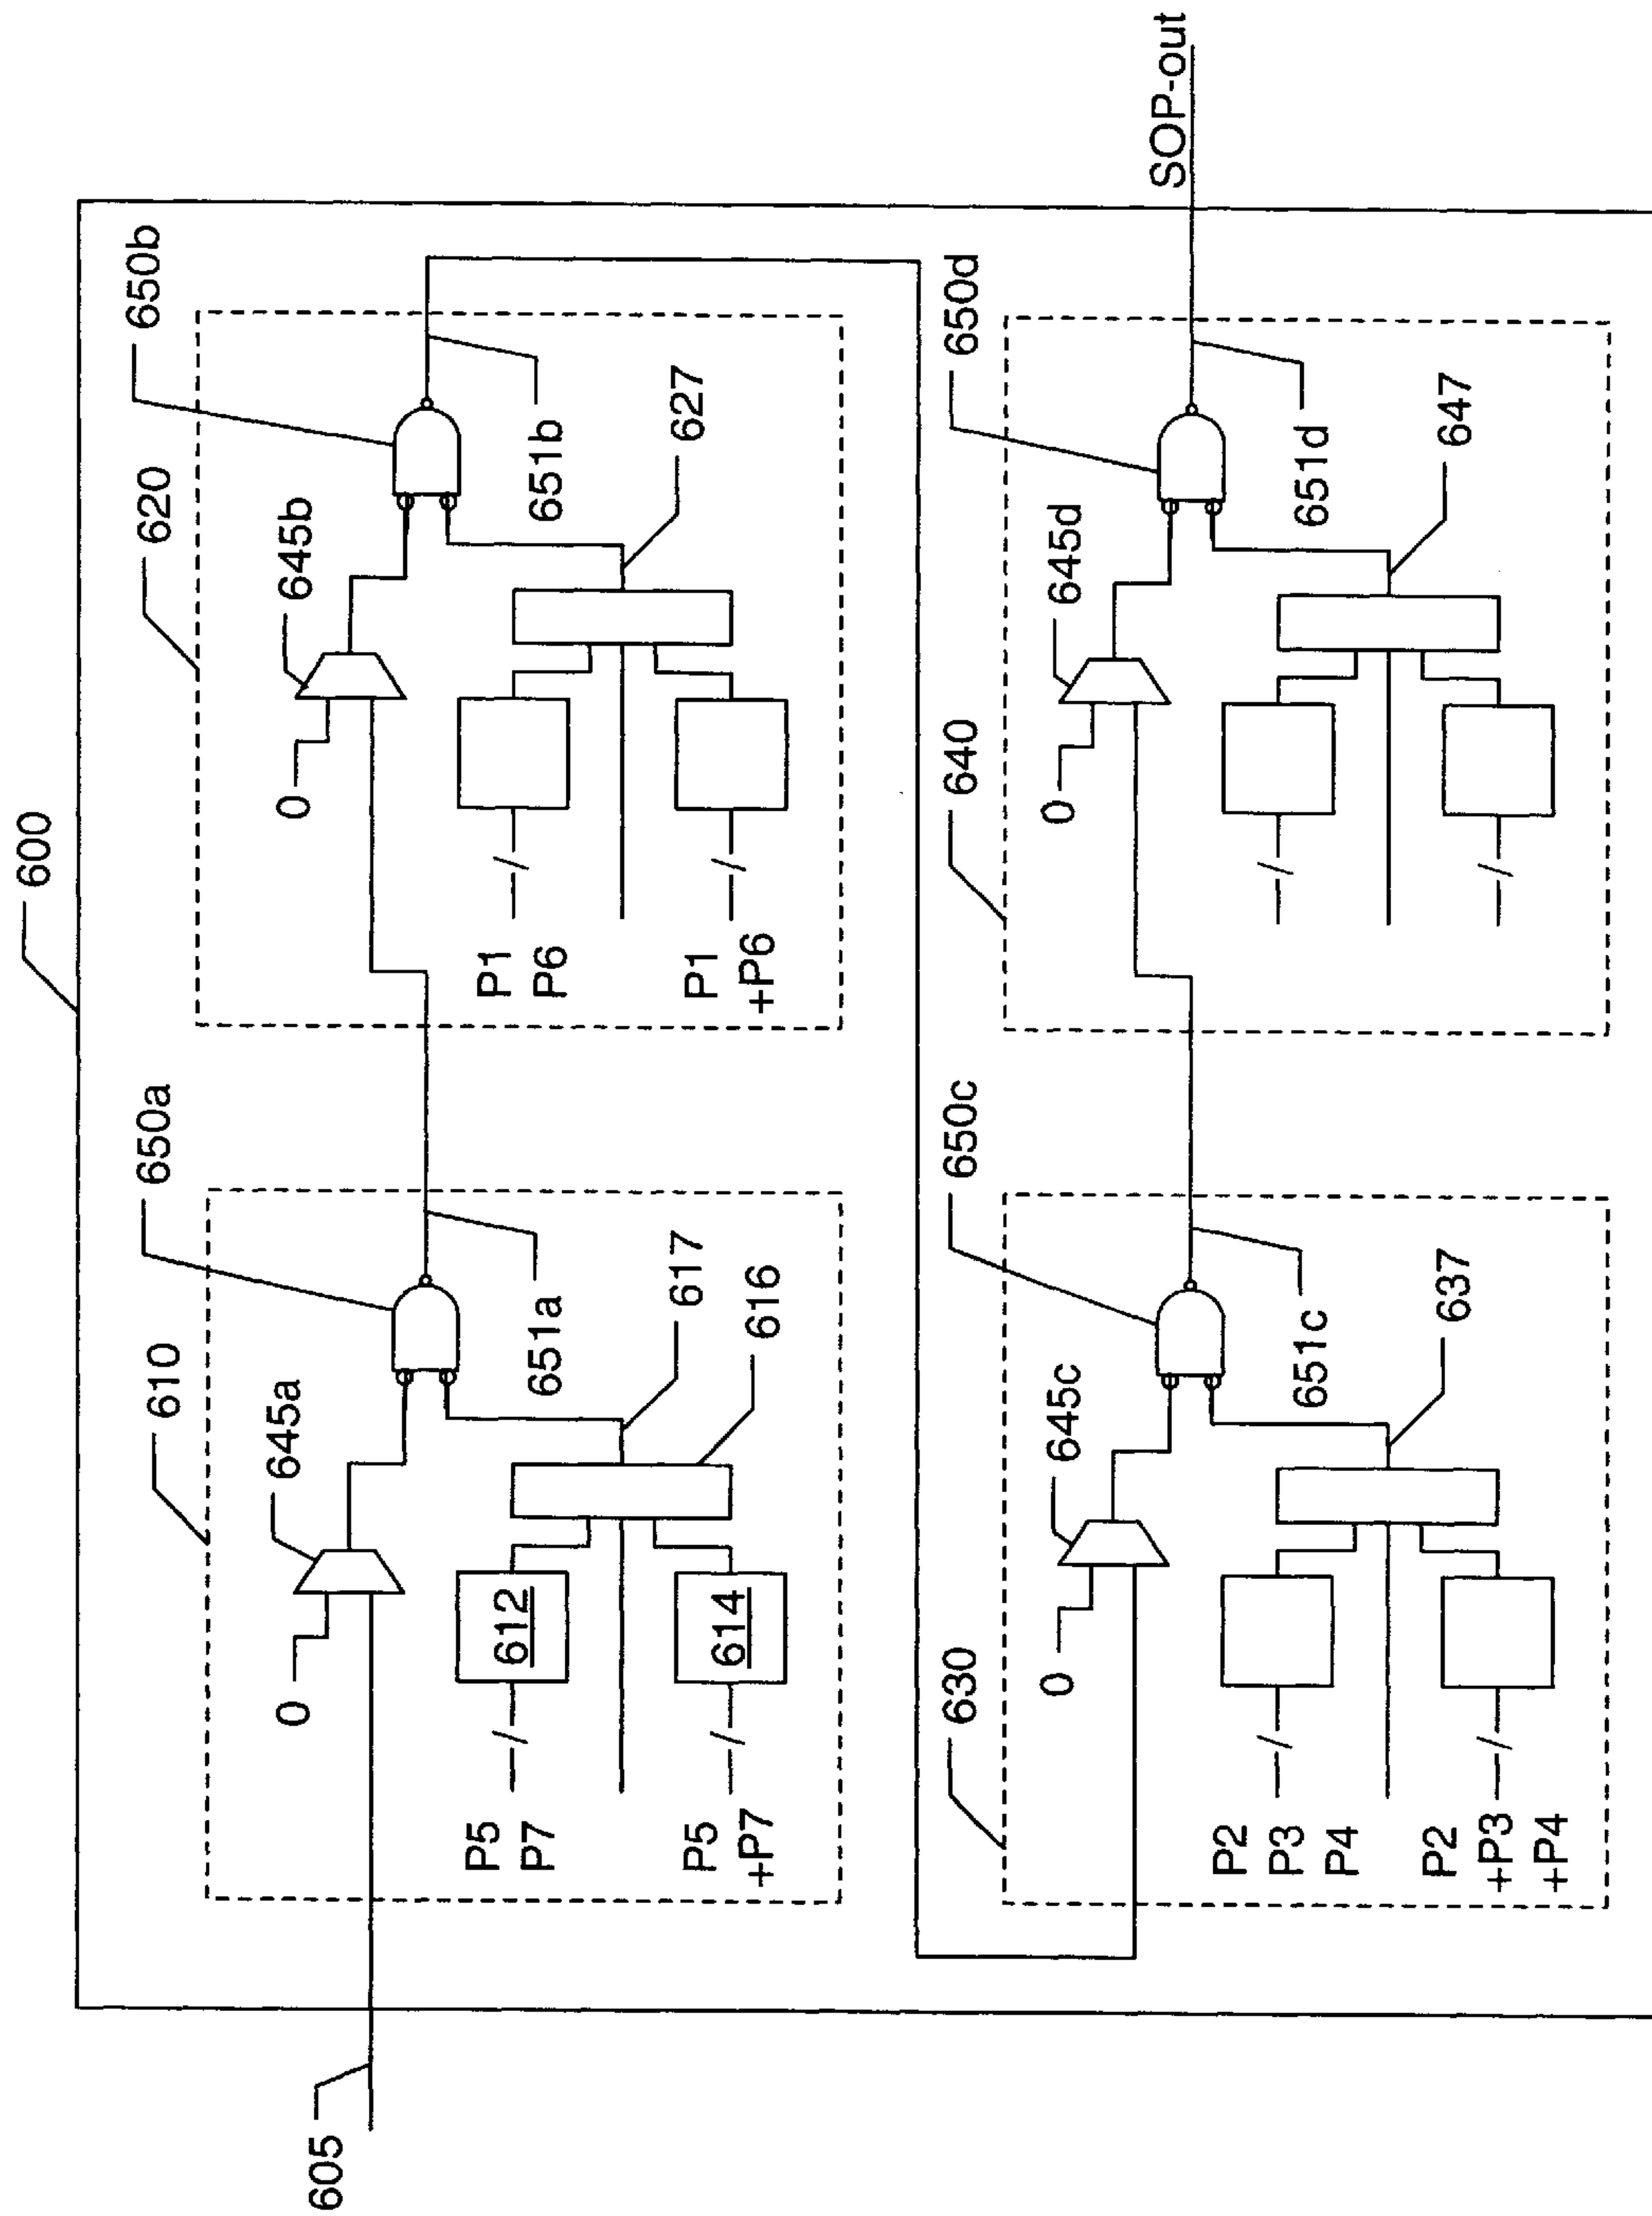 600
605
610
645a
650a
0
612
614
P5
P7
P5
+P7
651a
617
616
620
645b
650b
0
P1
P6
P1
+P6
651b
627
630
645c
650c
0
P2
P3
P4
P2
+P3
+P4
651c
637
640
645d
650d
0
651d
647
SOP-out